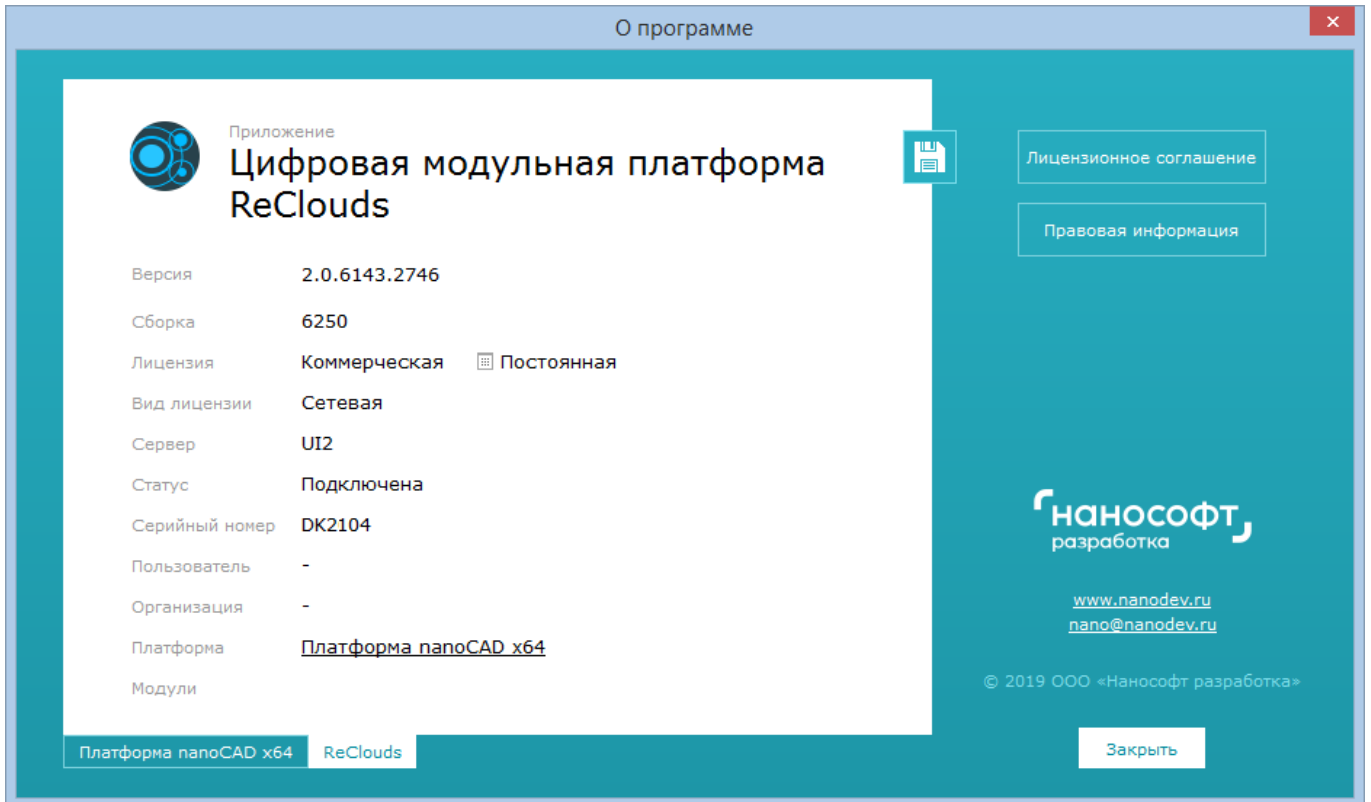 О программе
Приложение
Цифровая модульная платформа
ReClouds
Лицензионное соглашение
Правовая информация
Версия 2.0.6143.2746
Сборка 6250
Лицензия Коммерческая Постоянная
Вид лицензии Сетевая
Сервер UI2
Статус Подключена
Серийный номер DK2104
Пользователь -
Организация -
Платформа Платформа nanoCAD x64
Модули
нанософт
разработка
www.nanodev.ru
nano@nanodev.ru
© 2019 ООО «Нанософт разработка»
Платформа nanoCAD x64 ReClouds
Закрыть